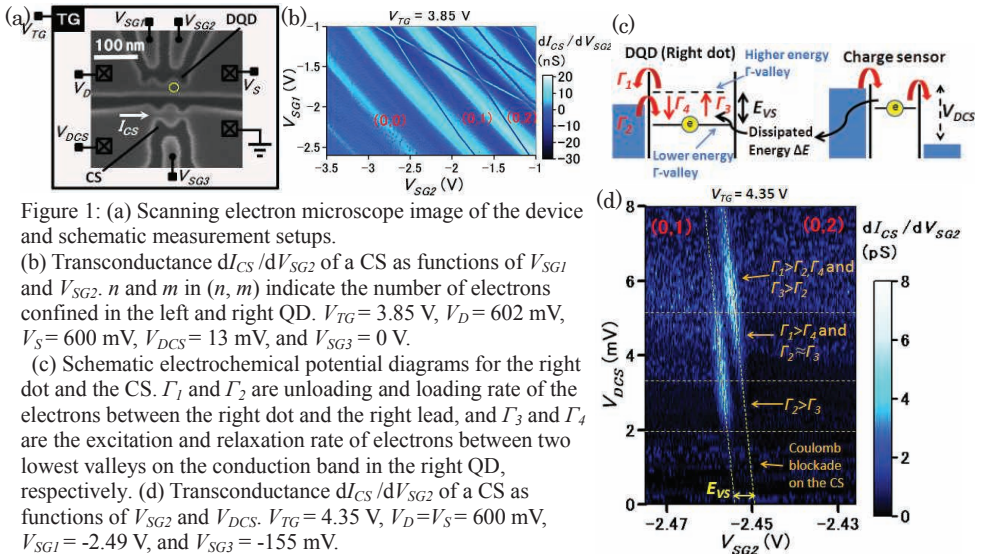 (a)
V_TG
TG
V_SG1
V_SG2
DQD
100 nm
V_D
V_S
I_CS
V_DCS
CS
V_SG3
(b)
V_TG = 3.85 V
dI_CS / dV_SG2
(nS)
20
10
0
-10
-20
-30
V_SG1 (V)
-1.0
-1.5
-2.0
-2.5
(0,0)
(0,1)
(0,2)
-3.5
-3
-2.5
-2
-1.5
-1
V_SG2 (V)
(c)
DQD (Right dot)
Higher energy
Γ-valley
Charge sensor
Γ1
Γ2
Γ4
Γ3
E_VS
e
Lower energy
Γ-valley
Dissipated
Energy ΔE
e
V_DCS
Figure 1: (a) Scanning electron microscope image of the device
and schematic measurement setups.
(b) Transconductance dI_CS /dV_SG2 of a CS as functions of V_SG1
and V_SG2. n and m in (n, m) indicate the number of electrons
confined in the left and right QD. V_TG = 3.85 V, V_D = 602 mV,
V_S = 600 mV, V_DCS = 13 mV, and V_SG3 = 0 V.
(c) Schematic electrochemical potential diagrams for the right
dot and the CS. Γ1 and Γ2 are unloading and loading rate of the
electrons between the right dot and the right lead, and Γ3 and Γ4
are the excitation and relaxation rate of electrons between two
lowest valleys on the conduction band in the right QD,
respectively. (d) Transconductance dI_CS /dV_SG2 of a CS as
functions of V_SG2 and V_DCS. V_TG = 4.35 V, V_D=V_S = 600 mV,
V_SG1 = -2.49 V, and V_SG3 = -155 mV.
(d)
V_TG = 4.35 V
dI_CS / dV_SG2
(pS)
8
6
4
2
0
V_DCS (mV)
8
6
4
2
0
(0,1)
(0,2)
Γ1>Γ2,Γ4 and
Γ3>Γ2
Γ1>Γ4 and
Γ2≈Γ3
Γ2>Γ3
Coulomb
blockade
on the CS
E_VS
-2.47
-2.45
-2.43
V_SG2 (V)